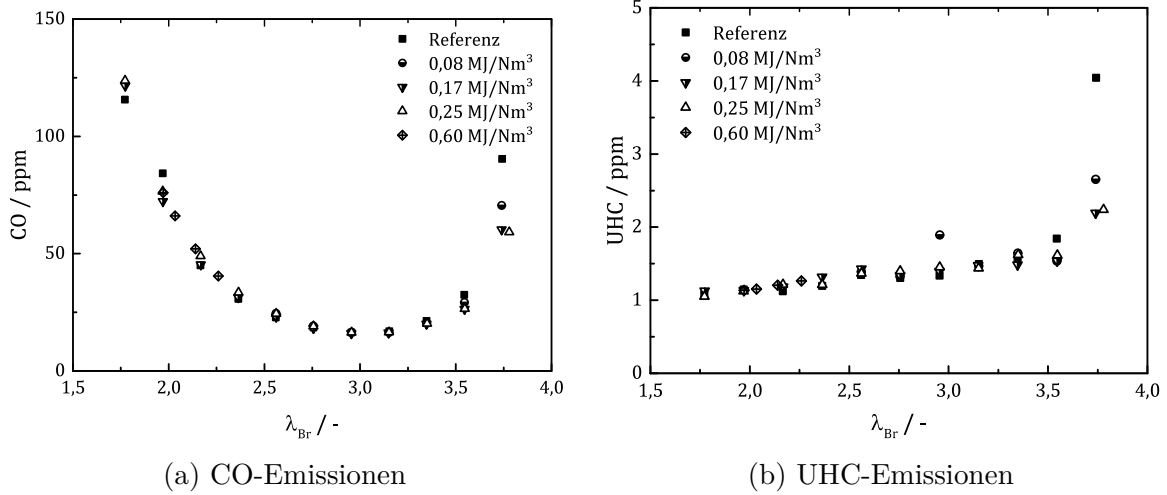 150
100
50
0
CO / ppm
Referenz
0,08 MJ/Nm³
0,17 MJ/Nm³
0,25 MJ/Nm³
0,60 MJ/Nm³
1,5 2,0 2,5 3,0 3,5 4,0
λBr / -
(a) CO-Emissionen
5
4
3
2
1
0
UHC / ppm
Referenz
0,08 MJ/Nm³
0,17 MJ/Nm³
0,25 MJ/Nm³
0,60 MJ/Nm³
1,5 2,0 2,5 3,0 3,5 4,0
λBr / -
(b) UHC-Emissionen